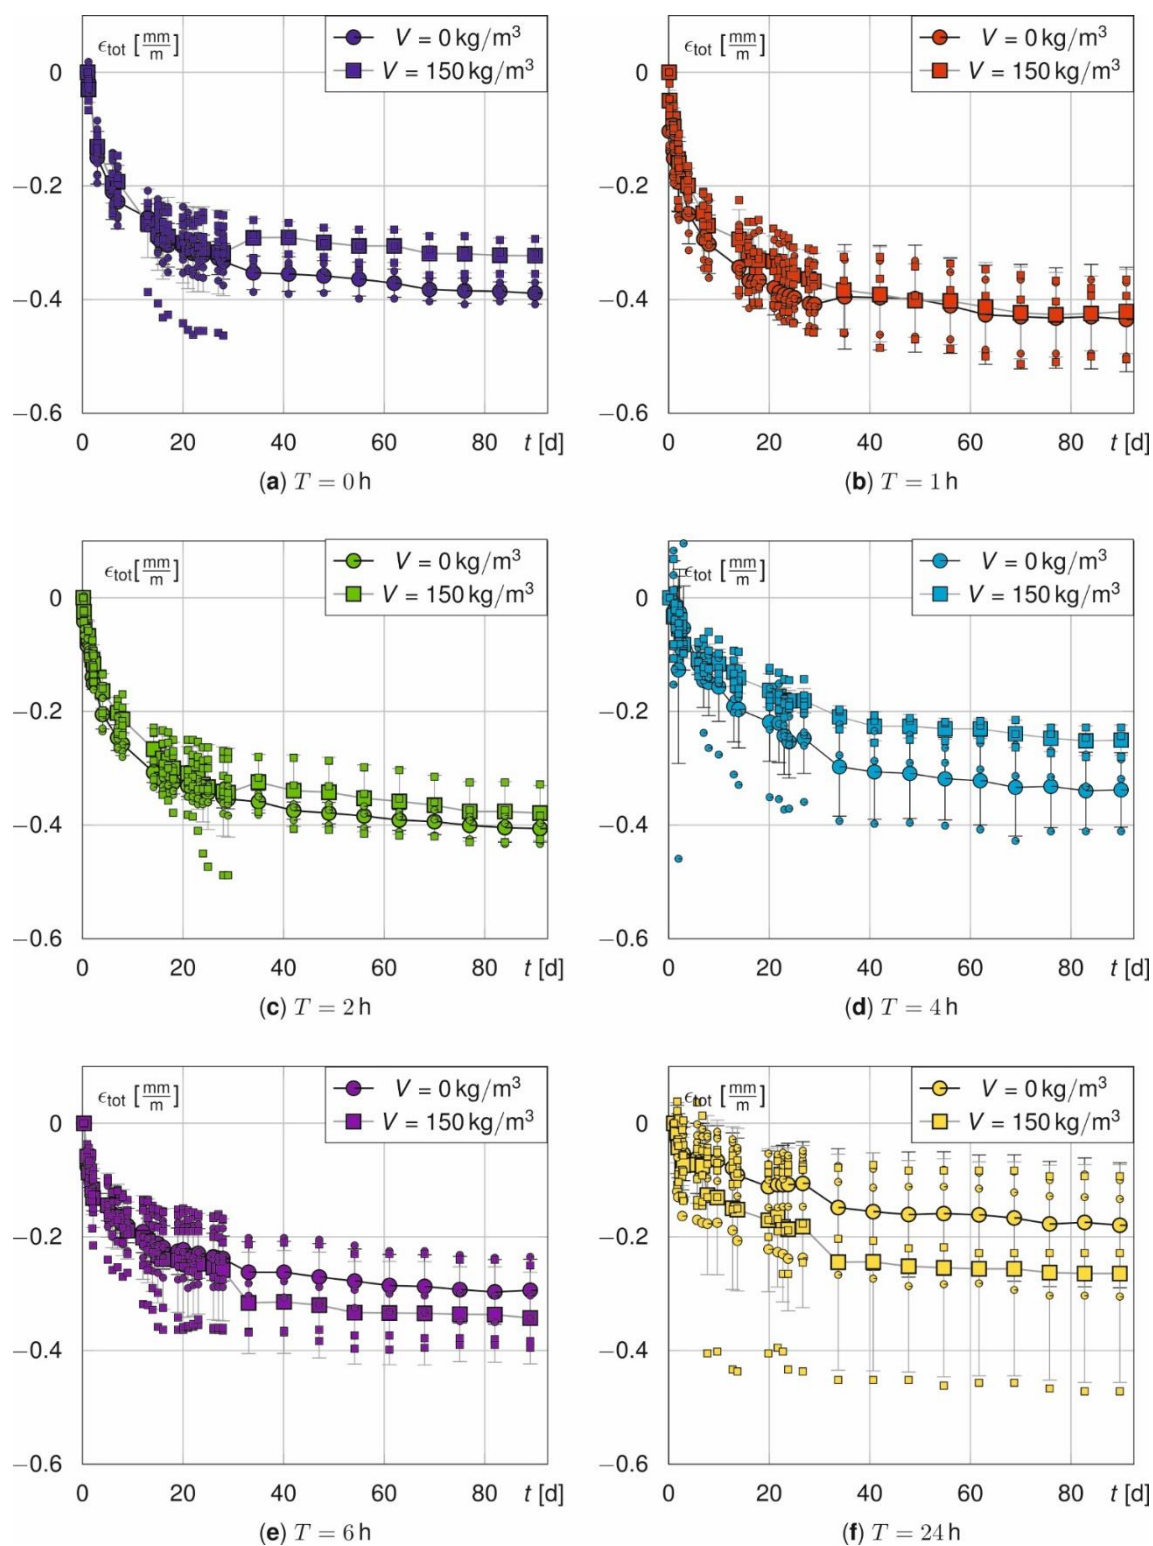 ϵtot [mm/m] V = 0 kg/m³
V = 150 kg/m³
0
−0.2
−0.4
−0.6
0 20 40 60 80 t [d]
(a) T = 0 h
ϵtot [mm/m] V = 0 kg/m³
V = 150 kg/m³
0
−0.2
−0.4
−0.6
0 20 40 60 80 t [d]
(b) T = 1 h
ϵtot[mm/m] V = 0 kg/m³
V = 150 kg/m³
0
−0.2
−0.4
−0.6
0 20 40 60 80 t [d]
(c) T = 2 h
ϵtot [mm/m] V = 0 kg/m³
V = 150 kg/m³
0
−0.2
−0.4
−0.6
0 20 40 60 80 t [d]
(d) T = 4 h
ϵtot [mm/m] V = 0 kg/m³
V = 150 kg/m³
0
−0.2
−0.4
−0.6
0 20 40 60 80 t [d]
(e) T = 6 h
ϵtot [mm/m] V = 0 kg/m³
V = 150 kg/m³
0
−0.2
−0.4
−0.6
0 20 40 60 80 t [d]
(f) T = 24 h